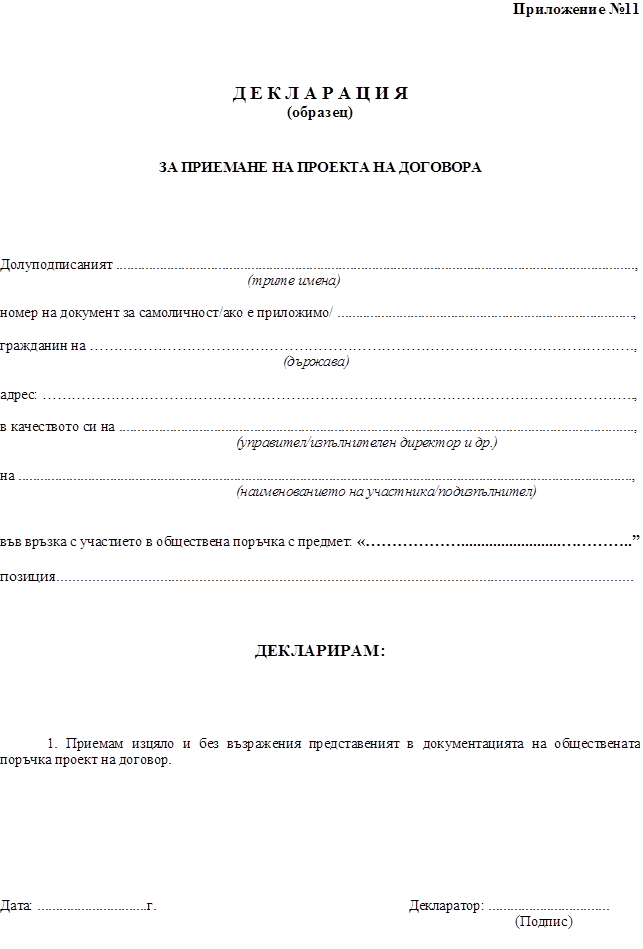 Приложение №11
Д Е К Л А Р А Ц И Я
(образец)
ЗА ПРИЕМАНЕ НА ПРОЕКТА НА ДОГОВОРА
Долуподписаният ............................................................................................................................................,
(трите имена)
номер на документ за самоличност/ако е приложимо/ ................................................................................,
гражданин на ……………………………………………………………………………………………………,
(държава)
адрес: ……………………………………………………………………………………………………………,
в качеството си на ..........................................................................................................................................,
(управител/изпълнителен директор и др.)
на ....................................................................................................................................................................,
(наименованието на участника/подизпълнител)
във връзка с участието в обществена поръчка с предмет: «………………..........................…………..”
позиция...........................................................................................................................................................
ДЕКЛАРИРАМ:
1. Приемам изцяло и без възражения представеният в документацията на обществената
поръчка проект на договор.
Дата: ..............................г. Декларатор: .................................
(Подпис)